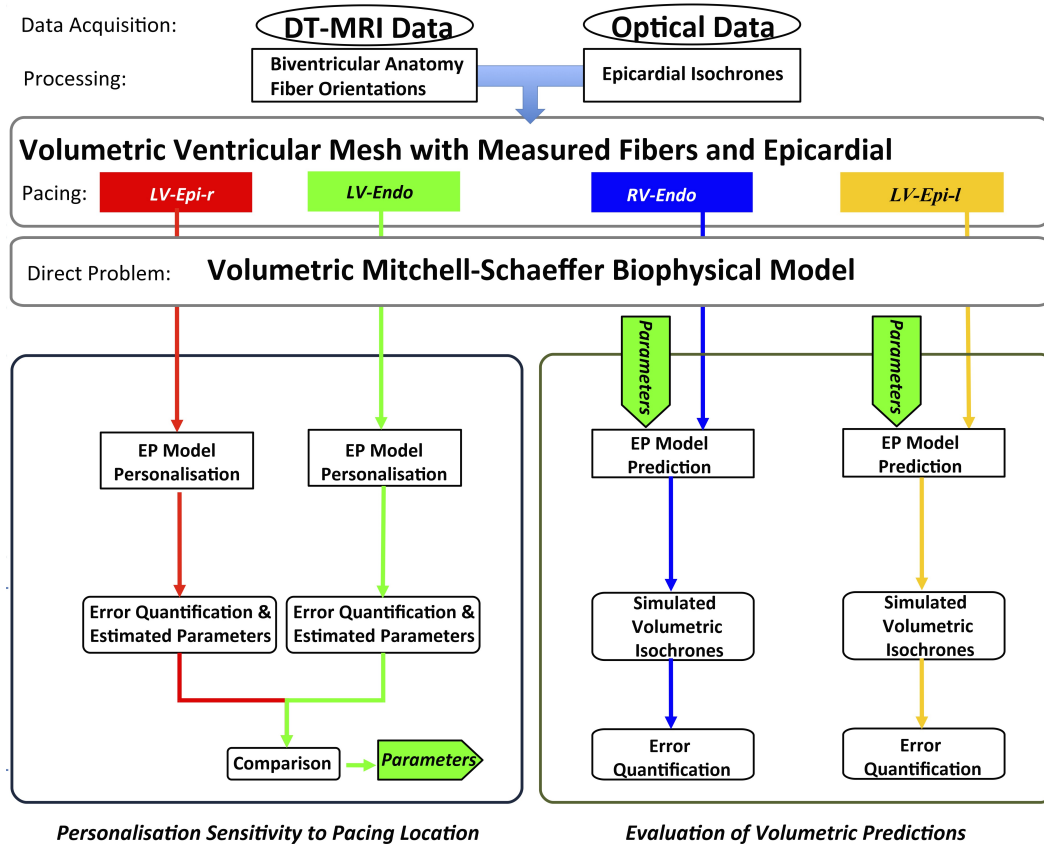 Data Acquisition:
DT-MRI Data
Optical Data
Processing:
Biventricular Anatomy
Fiber Orientations
Epicardial Isochrones
Volumetric Ventricular Mesh with Measured Fibers and Epicardial
Pacing:
LV-Epi-r
LV-Endo
RV-Endo
LV-Epi-l
Direct Problem:
Volumetric Mitchell-Schaeffer Biophysical Model
Parameters
Parameters
EP Model
Personalisation
EP Model
Personalisation
EP Model
Prediction
EP Model
Prediction
Error Quantification &
Estimated Parameters
Error Quantification &
Estimated Parameters
Simulated
Volumetric
Isochrones
Simulated
Volumetric
Isochrones
Comparison
Parameters
Error
Quantification
Error
Quantification
Personalisation Sensitivity to Pacing Location
Evaluation of Volumetric Predictions